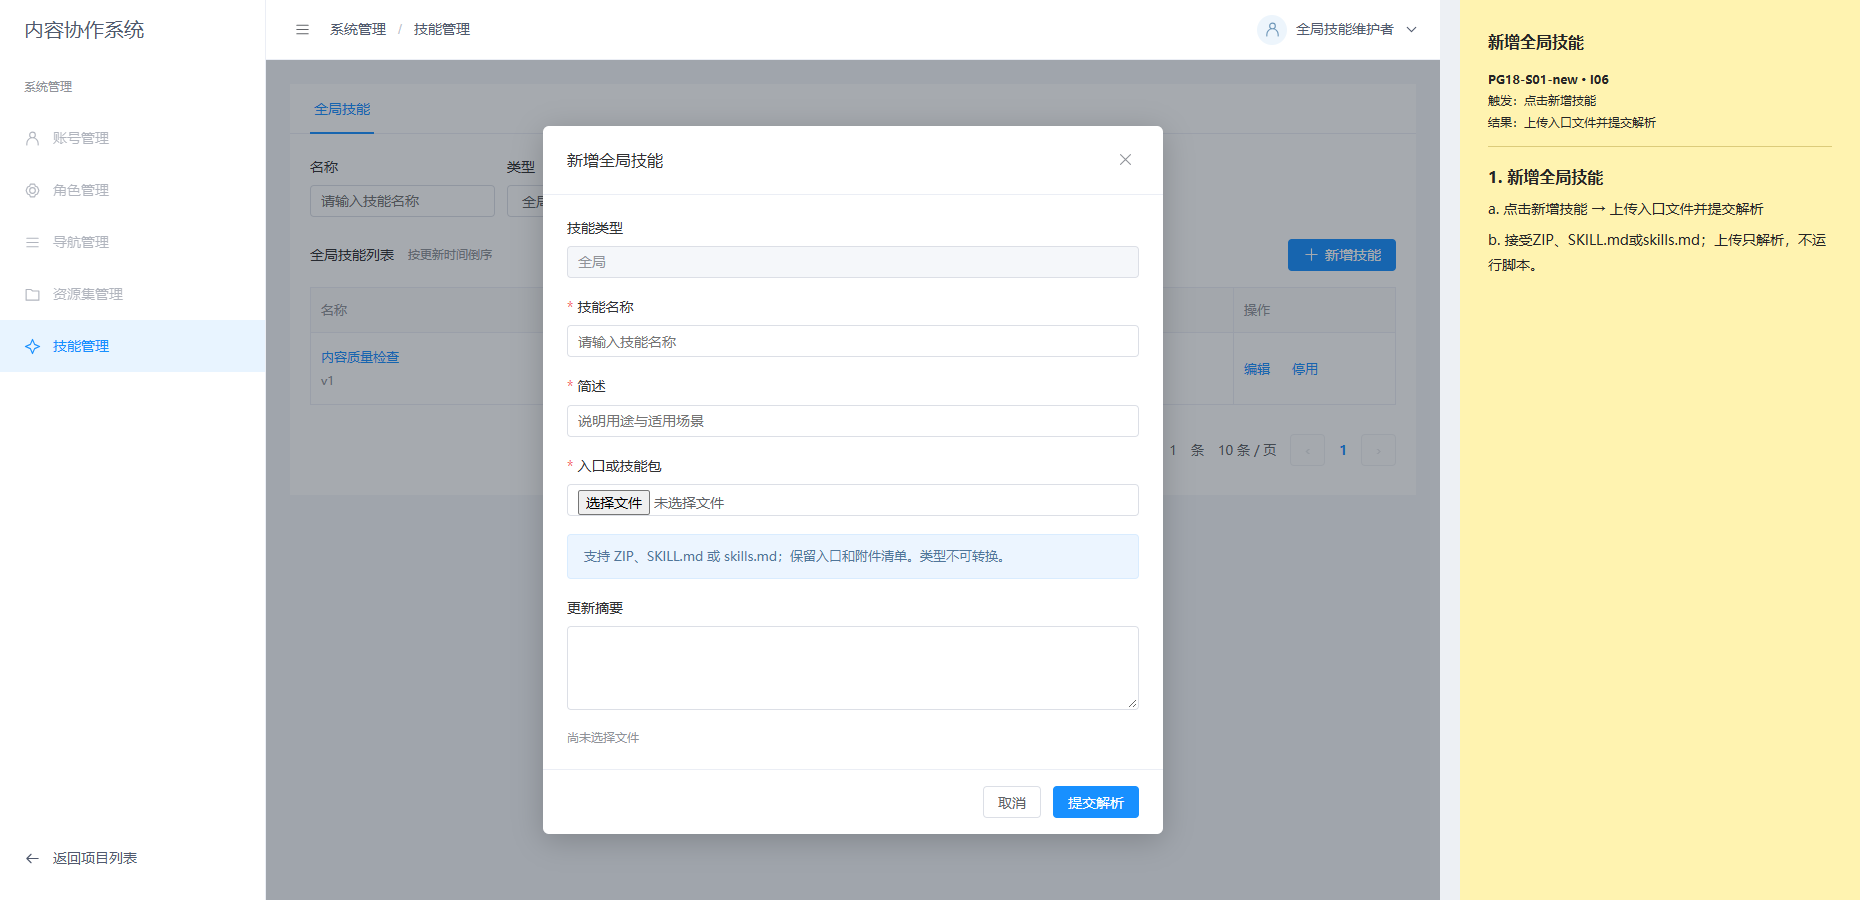 内容协作系统
系统管理
账号管理
角色管理
导航管理
资源集管理
技能管理
返回项目列表
系统管理 / 技能管理
全局技能维护者
全局技能
名称
类型
请输入技能名称
全局技能列表 按更新时间倒序
新增技能
名称
操作
内容质量检查
v1
编辑 停用
1 条 10 条 / 页 1
新增全局技能
技能类型
全局
* 技能名称
请输入技能名称
* 简述
说明用途与适用场景
* 入口或技能包
选择文件 未选择文件
支持 ZIP、SKILL.md 或 skills.md；保留入口和附件清单。类型不可转换。
更新摘要
尚未选择文件
取消 提交解析
新增全局技能
PG18-S01-new • I06
触发：点击新增技能
结果：上传入口文件并提交解析
1. 新增全局技能
a. 点击新增技能 → 上传入口文件并提交解析
b. 接受ZIP、SKILL.md或skills.md；上传只解析，不运
行脚本。